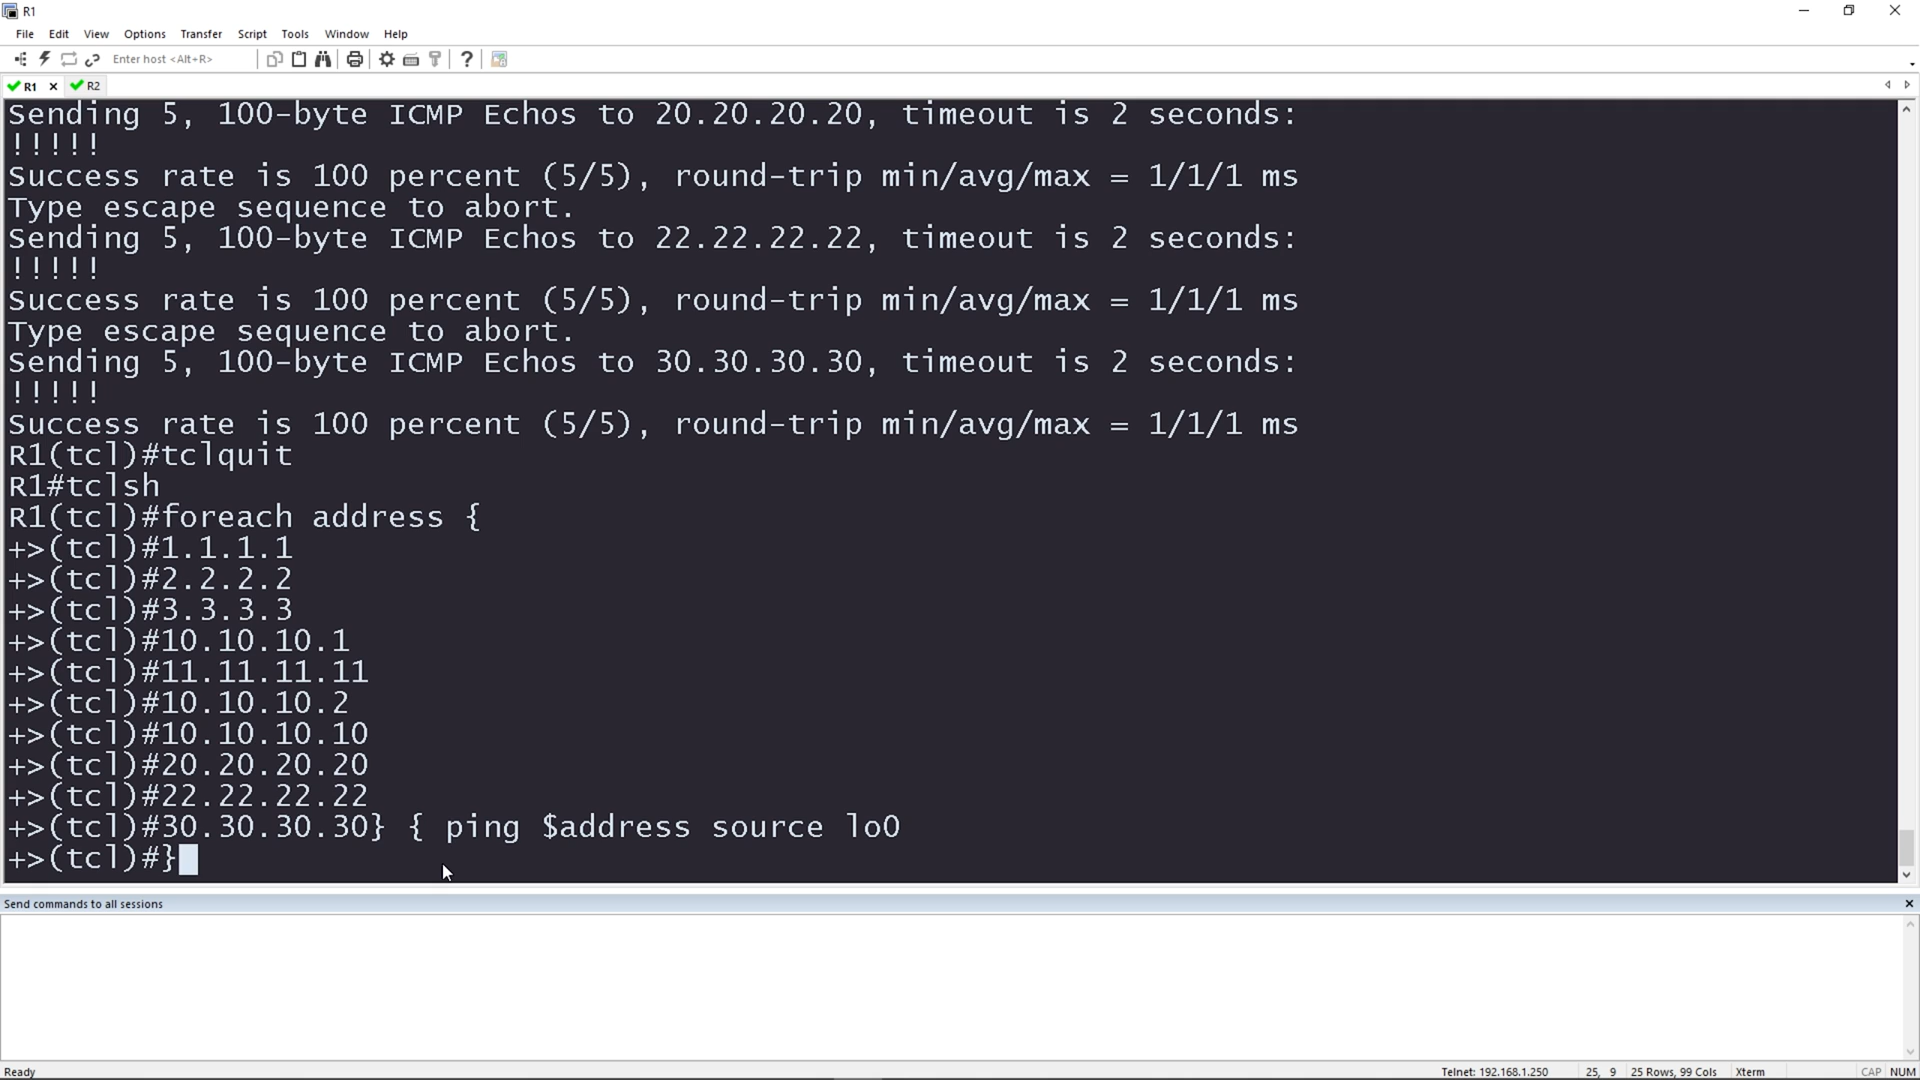 R1
File Edit View Options Transfer Script Tools Window Help
Enter host <Alt+R>
R1 R2
Sending 5, 100-byte ICMP Echos to 20.20.20.20, timeout is 2 seconds:
!!!!!
Success rate is 100 percent (5/5), round-trip min/avg/max = 1/1/1 ms
Type escape sequence to abort.
Sending 5, 100-byte ICMP Echos to 22.22.22.22, timeout is 2 seconds:
!!!!!
Success rate is 100 percent (5/5), round-trip min/avg/max = 1/1/1 ms
Type escape sequence to abort.
Sending 5, 100-byte ICMP Echos to 30.30.30.30, timeout is 2 seconds:
!!!!!
Success rate is 100 percent (5/5), round-trip min/avg/max = 1/1/1 ms
R1(tcl)#tclquit
R1#tclsh
R1(tcl)#foreach address {
+>(tcl)#1.1.1.1
+>(tcl)#2.2.2.2
+>(tcl)#3.3.3.3
+>(tcl)#10.10.10.1
+>(tcl)#11.11.11.11
+>(tcl)#10.10.10.2
+>(tcl)#10.10.10.10
+>(tcl)#20.20.20.20
+>(tcl)#22.22.22.22
+>(tcl)#30.30.30.30} { ping $address source lo0
+>(tcl)#}
Send commands to all sessions
Ready Telnet: 192.168.1.250 25, 9 25 Rows, 99 Cols Xterm CAP NUM